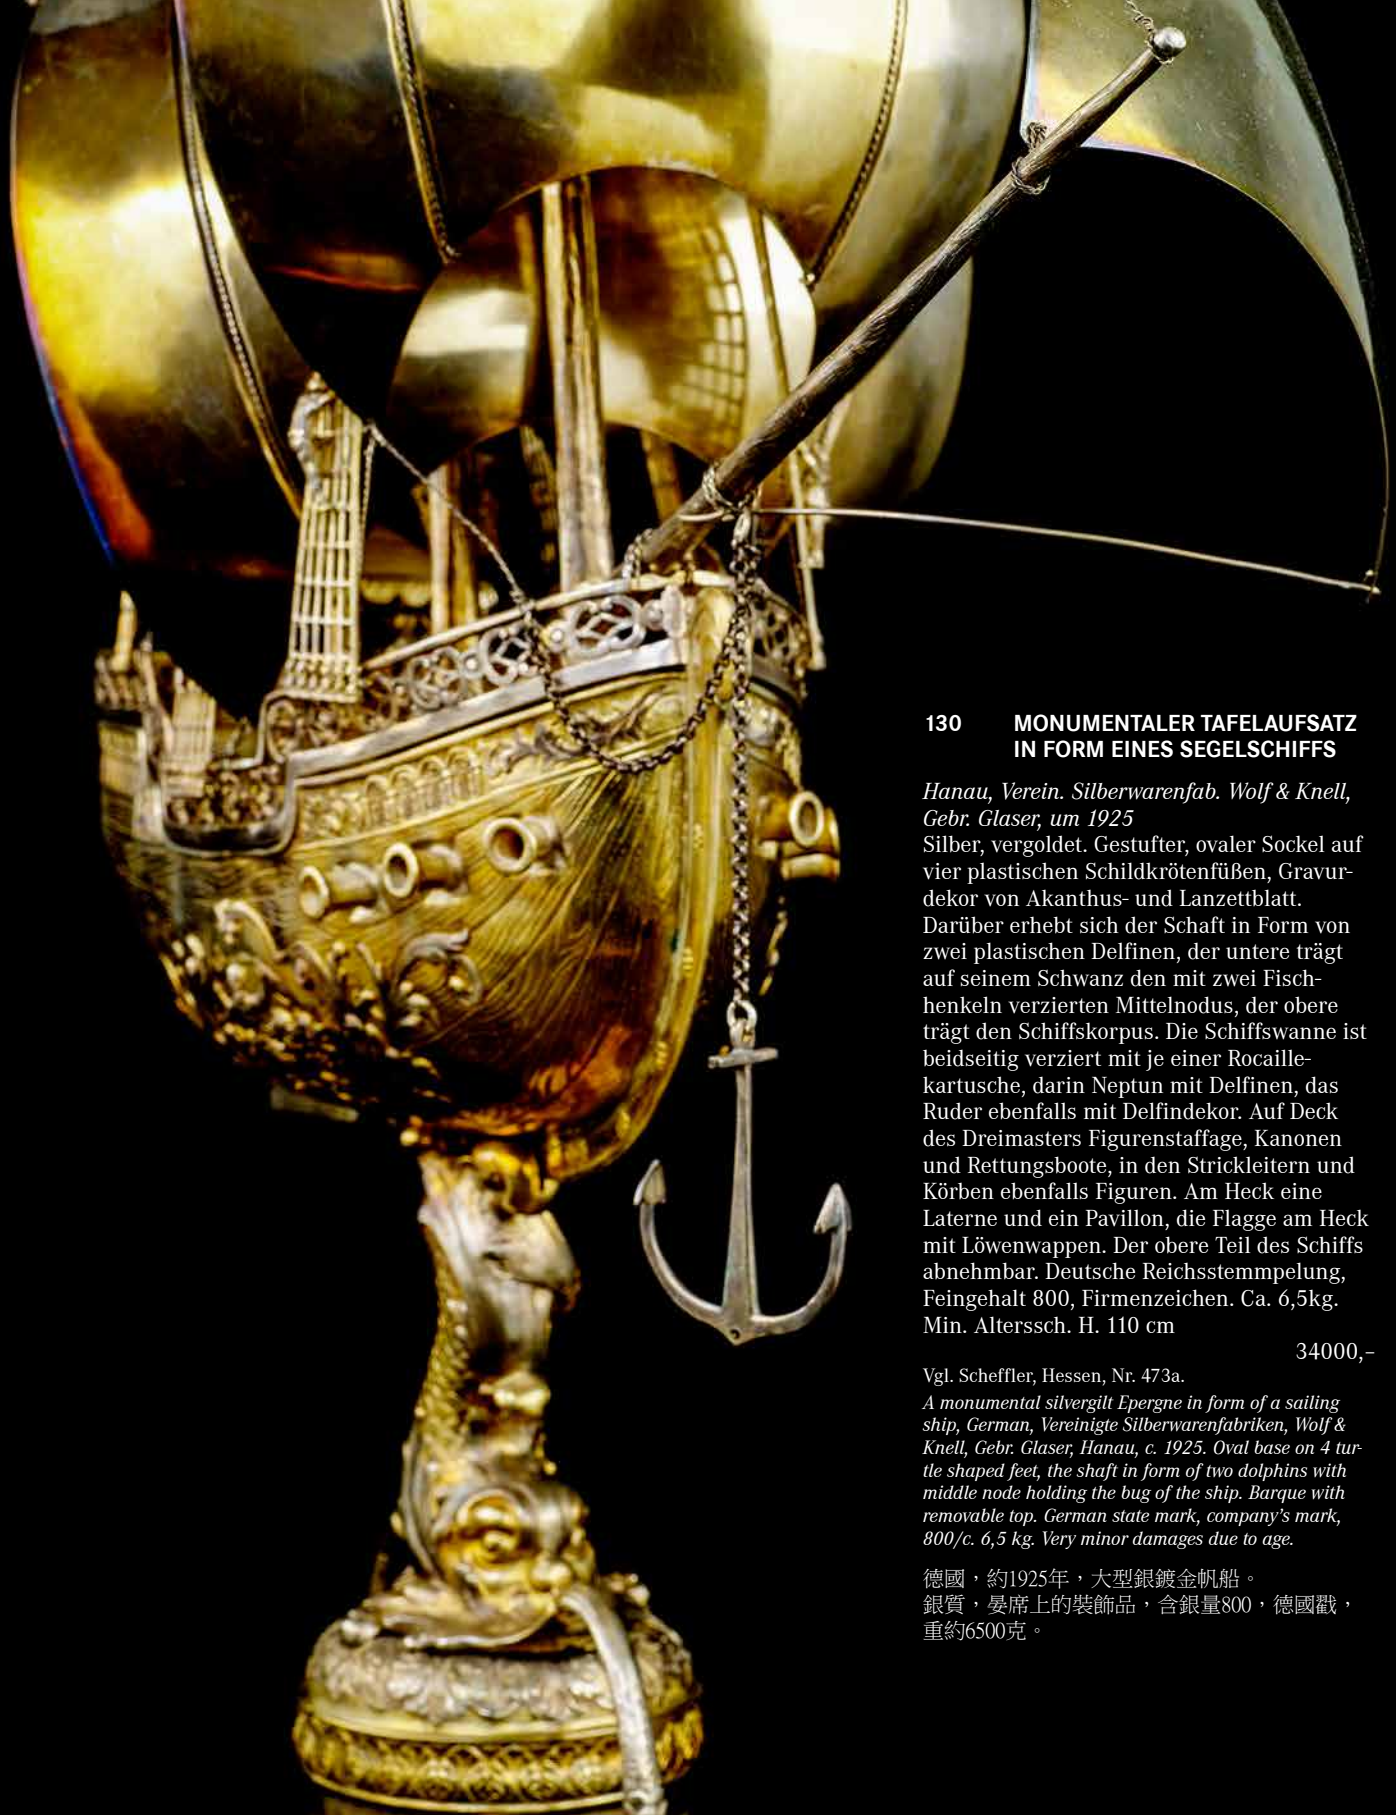 130 MONUMENTALER TAFELAUFSATZ
IN FORM EINES SEGELSCHIFFS
Hanau, Verein. Silberwarenfab. Wolf & Knell,
Gebr. Glaser, um 1925
Silber, vergoldet. Gestufter, ovaler Sockel auf
vier plastischen Schildkrötenfüßen, Gravur-
dekor von Akanthus- und Lanzettblatt.
Darüber erhebt sich der Schaft in Form von
zwei plastischen Delfinen, der untere trägt
auf seinem Schwanz den mit zwei Fisch-
henkeln verzierten Mittelnodus, der obere
trägt den Schiffskorpus. Die Schiffswanne ist
beidseitig verziert mit je einer Rocaille-
kartusche, darin Neptun mit Delfinen, das
Ruder ebenfalls mit Delfindekor. Auf Deck
des Dreimasters Figurenstaffage, Kanonen
und Rettungsboote, in den Strickleitern und
Körben ebenfalls Figuren. Am Heck eine
Laterne und ein Pavillon, die Flagge am Heck
mit Löwenwappen. Der obere Teil des Schiffs
abnehmbar. Deutsche Reichsstemmpelung,
Feingehalt 800, Firmenzeichen. Ca. 6,5kg.
Min. Alterssch. H. 110 cm
34000,–
Vgl. Scheffler, Hessen, Nr. 473a.
A monumental silvergilt Epergne in form of a sailing
ship, German, Vereinigte Silberwarenfabriken, Wolf &
Knell, Gebr. Glaser, Hanau, c. 1925. Oval base on 4 tur-
tle shaped feet, the shaft in form of two dolphins with
middle node holding the bug of the ship. Barque with
removable top. German state mark, company's mark,
800/c. 6,5 kg. Very minor damages due to age.
德國，約1925年，大型銀鍍金帆船。
銀質，晏席上的裝飾品，含銀量800，德國戳，
重約6500克。